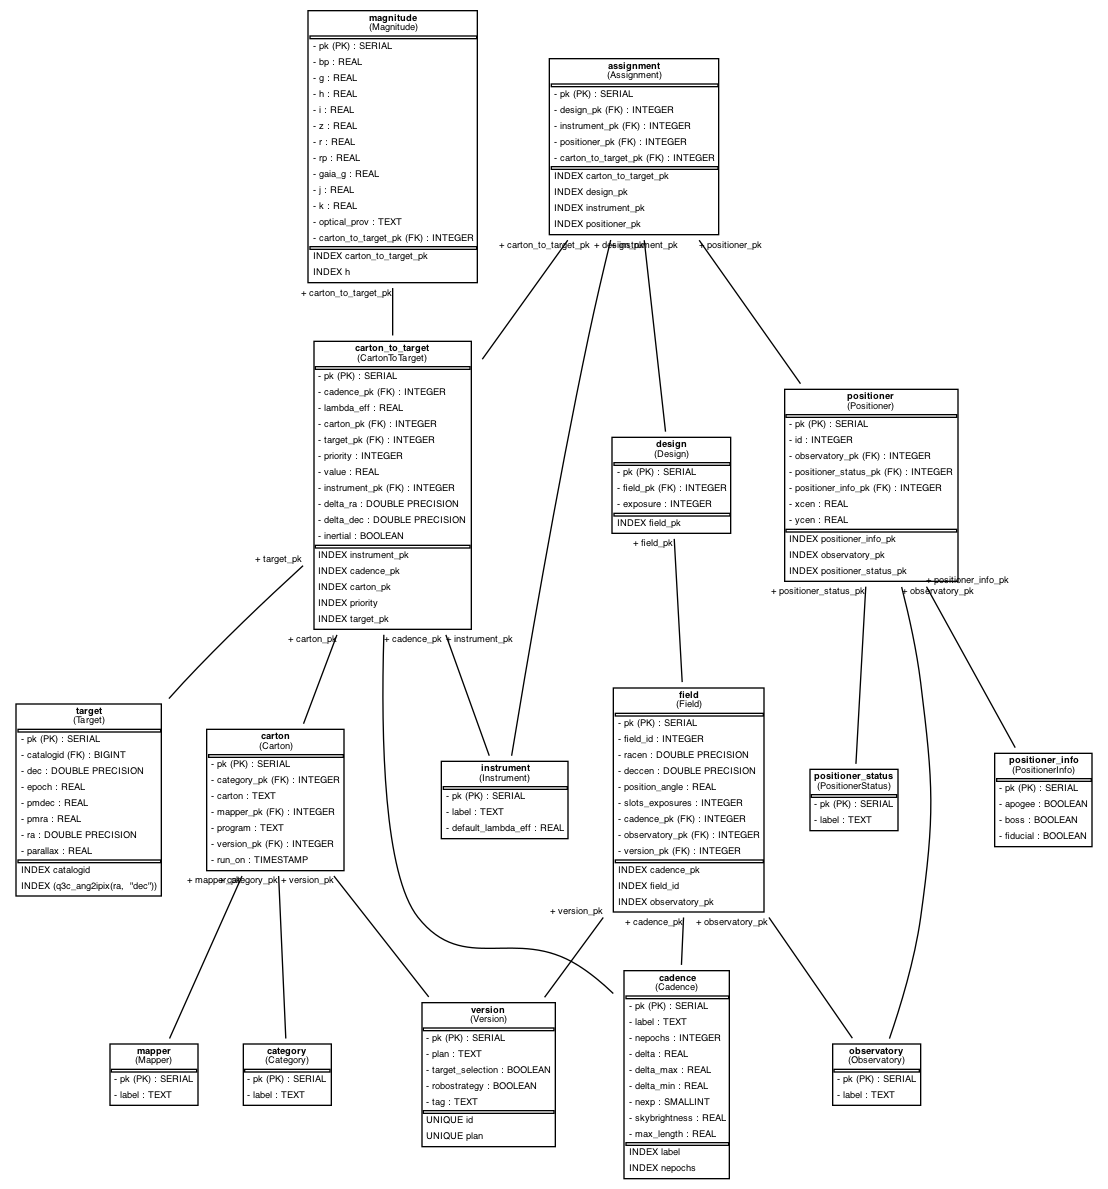 magnitude
(Magnitude)
- pk (PK) : SERIAL
- bp : REAL
- g : REAL
- h : REAL
- i : REAL
- z : REAL
- r : REAL
- rp : REAL
- gaia_g : REAL
- j : REAL
- k : REAL
- optical_prov : TEXT
- carton_to_target_pk (FK) : INTEGER
INDEX carton_to_target_pk
INDEX h
+ carton_to_target_pk
assignment
(Assignment)
- pk (PK) : SERIAL
- design_pk (FK) : INTEGER
- instrument_pk (FK) : INTEGER
- positioner_pk (FK) : INTEGER
- carton_to_target_pk (FK) : INTEGER
INDEX carton_to_target_pk
INDEX design_pk
INDEX instrument_pk
INDEX positioner_pk
+ carton_to_target_pk
+ design_pk
+ instrument_pk
+ positioner_pk
carton_to_target
(CartonToTarget)
- pk (PK) : SERIAL
- cadence_pk (FK) : INTEGER
- lambda_eff : REAL
- carton_pk (FK) : INTEGER
- target_pk (FK) : INTEGER
- priority : INTEGER
- value : REAL
- instrument_pk (FK) : INTEGER
- delta_ra : DOUBLE PRECISION
- delta_dec : DOUBLE PRECISION
- inertial : BOOLEAN
INDEX instrument_pk
INDEX cadence_pk
INDEX carton_pk
INDEX priority
INDEX target_pk
+ target_pk
+ carton_pk
+ cadence_pk
+ instrument_pk
design
(Design)
- pk (PK) : SERIAL
- field_pk (FK) : INTEGER
- exposure : INTEGER
INDEX field_pk
+ field_pk
positioner
(Positioner)
- pk (PK) : SERIAL
- id : INTEGER
- observatory_pk (FK) : INTEGER
- positioner_status_pk (FK) : INTEGER
- positioner_info_pk (FK) : INTEGER
- xcen : REAL
- ycen : REAL
INDEX positioner_info_pk
INDEX observatory_pk
INDEX positioner_status_pk
+ positioner_info_pk
+ positioner_status_pk
+ observatory_pk
target
(Target)
- pk (PK) : SERIAL
- catalogid (FK) : BIGINT
- dec : DOUBLE PRECISION
- epoch : REAL
- pmdec : REAL
- pmra : REAL
- ra : DOUBLE PRECISION
- parallax : REAL
INDEX catalogid
INDEX (q3c_ang2ipix(ra, "dec"))
carton
(Carton)
- pk (PK) : SERIAL
- category_pk (FK) : INTEGER
- carton : TEXT
- mapper_pk (FK) : INTEGER
- program : TEXT
- version_pk (FK) : INTEGER
- run_on : TIMESTAMP
+ mapper_pk
+ category_pk
+ version_pk
instrument
(Instrument)
- pk (PK) : SERIAL
- label : TEXT
- default_lambda_eff : REAL
field
(Field)
- pk (PK) : SERIAL
- field_id : INTEGER
- racen : DOUBLE PRECISION
- deccen : DOUBLE PRECISION
- position_angle : REAL
- slots_exposures : INTEGER
- cadence_pk (FK) : INTEGER
- observatory_pk (FK) : INTEGER
- version_pk (FK) : INTEGER
INDEX cadence_pk
INDEX field_id
INDEX observatory_pk
+ version_pk
+ cadence_pk
+ observatory_pk
positioner_status
(PositionerStatus)
- pk (PK) : SERIAL
- label : TEXT
positioner_info
(PositionerInfo)
- pk (PK) : SERIAL
- apogee : BOOLEAN
- boss : BOOLEAN
- fiducial : BOOLEAN
mapper
(Mapper)
- pk (PK) : SERIAL
- label : TEXT
category
(Category)
- pk (PK) : SERIAL
- label : TEXT
version
(Version)
- pk (PK) : SERIAL
- plan : TEXT
- target_selection : BOOLEAN
- robostrategy : BOOLEAN
- tag : TEXT
UNIQUE id
UNIQUE plan
cadence
(Cadence)
- pk (PK) : SERIAL
- label : TEXT
- nepochs : INTEGER
- delta : REAL
- delta_max : REAL
- delta_min : REAL
- nexp : SMALLINT
- skybrightness : REAL
- max_length : REAL
INDEX label
INDEX nepochs
observatory
(Observatory)
- pk (PK) : SERIAL
- label : TEXT